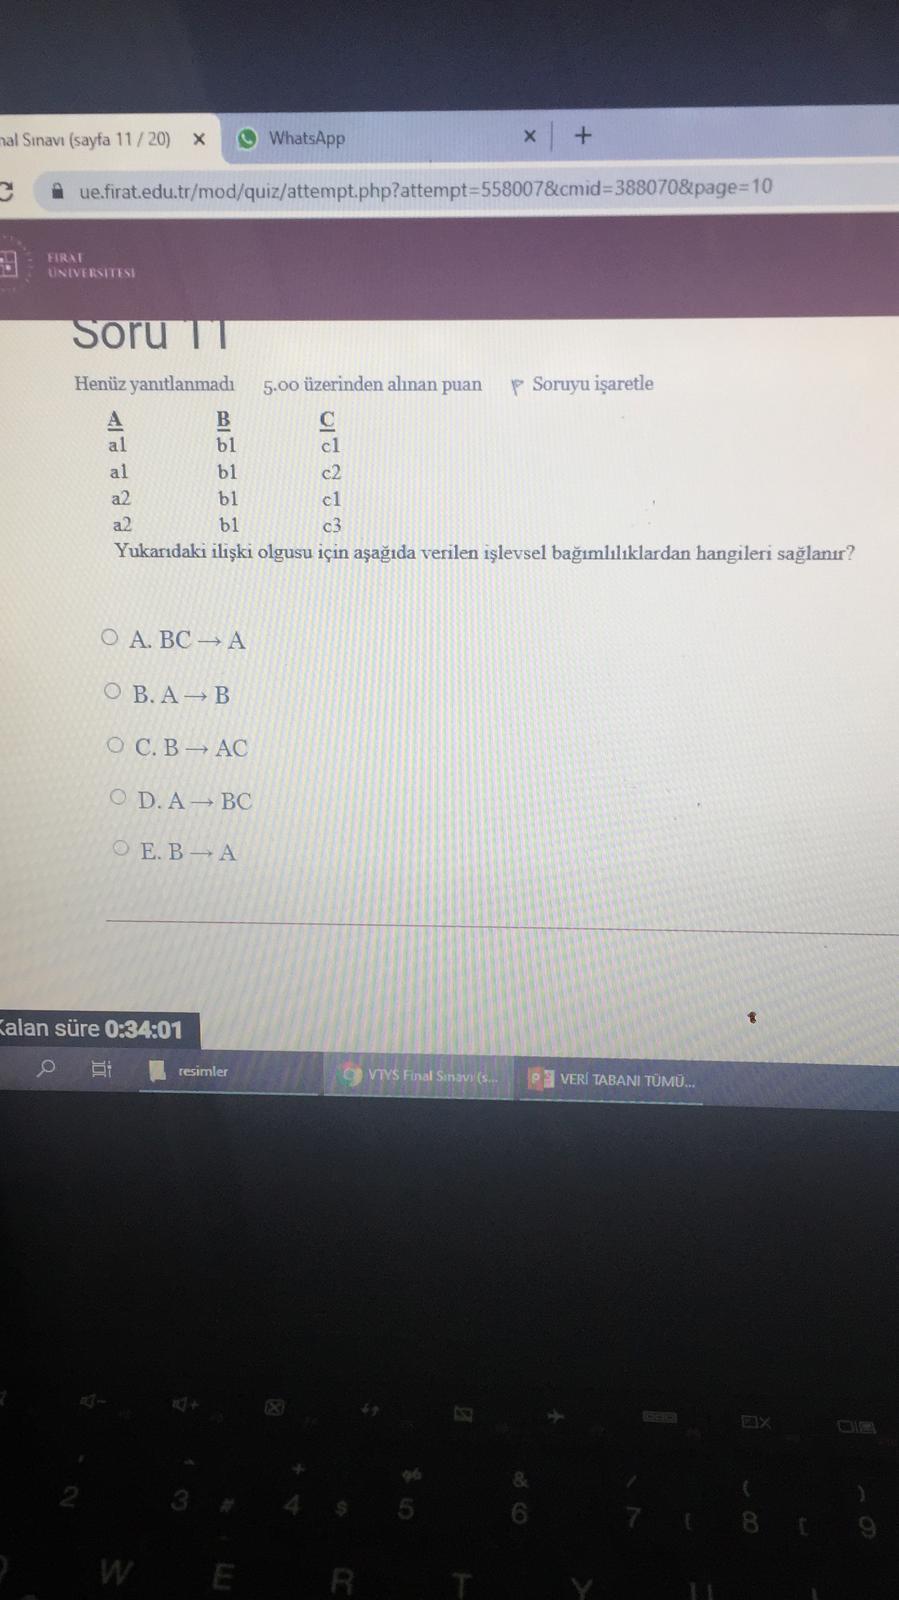 nal Sınavı (sayfa 11 / 20)
WhatsApp
ue.firat.edu.tr/mod/quiz/attempt.php?attempt=558007&cmid=388070&page=10
FIRAT
ÜNİVERSİTESİ
Soru 11
Henüz yanıtlanmadı 5.00 üzerinden alınan puan Soruyu işaretle
A B C
a1 b1 c1
a1 b1 c2
a2 b1 c1
a2 b1 c3
Yukarıdaki ilişki olgusu için aşağıda verilen işlevsel bağımlılıklardan hangileri sağlanır?
A. BC → A
B. A → B
C. B → AC
D. A → BC
E. B → A
Kalan süre 0:34:01
resimler
VTYS Final Sınavı (s...
VERİ TABANI TÜMÜ...
' ^ + % & / ( )
2 3 # 4 $ 5 6 7 { 8 [ 9
W E R T Y U